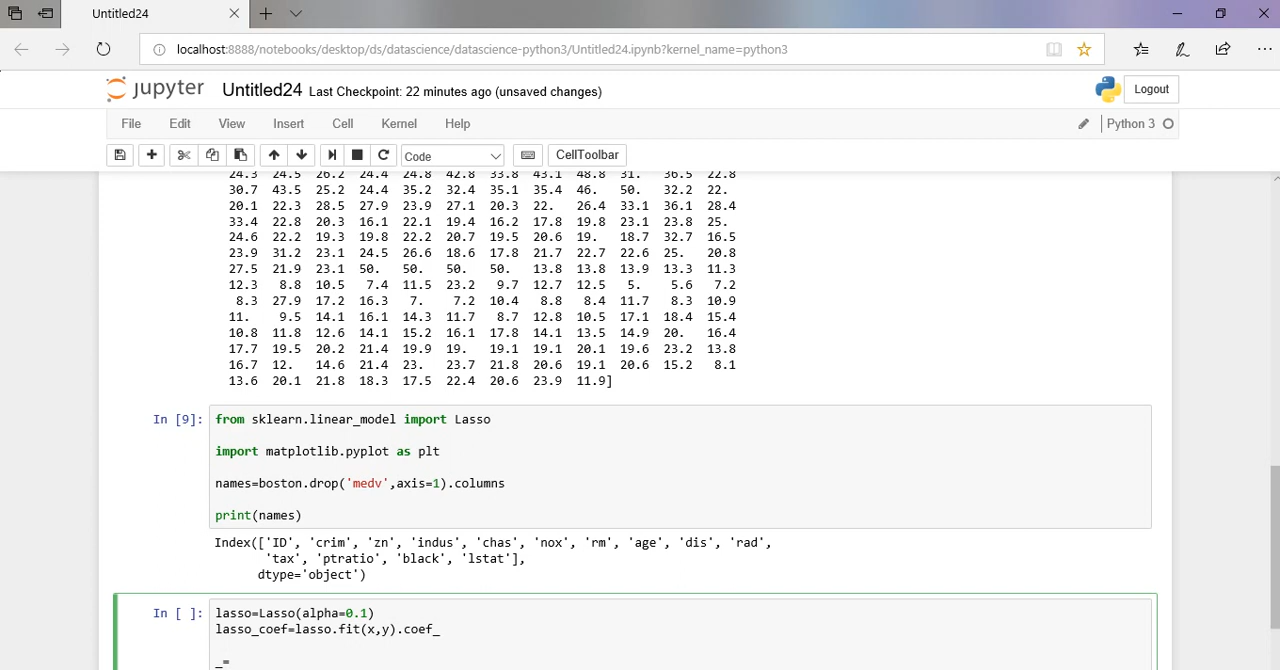 Untitled24
localhost:8888/notebooks/desktop/ds/datascience/datascience-python3/Untitled24.ipynb?kernel_name=python3
jupyter Untitled24 Last Checkpoint: 22 minutes ago (unsaved changes)
Logout
File Edit View Insert Cell Kernel Help
Python 3
Code
CellToolbar
24.3 24.5 26.2 24.4 24.8 42.8 33.8 43.1 48.8 31. 36.5 22.8
30.7 43.5 25.2 24.4 35.2 32.4 35.1 35.4 46. 50. 32.2 22.
20.1 22.3 28.5 27.9 23.9 27.1 20.3 22. 26.4 33.1 36.1 28.4
33.4 22.8 20.3 16.1 22.1 19.4 16.2 17.8 19.8 23.1 23.8 25.
24.6 22.2 19.3 19.8 22.2 20.7 19.5 20.6 19. 18.7 32.7 16.5
23.9 31.2 23.1 24.5 26.6 18.6 17.8 21.7 22.7 22.6 25. 20.8
27.5 21.9 23.1 50. 50. 50. 50. 13.8 13.8 13.9 13.3 11.3
12.3 8.8 10.5 7.4 11.5 23.2 9.7 12.7 12.5 5. 5.6 7.2
8.3 27.9 17.2 16.3 7. 7.2 10.4 8.8 8.4 11.7 8.3 10.9
11. 9.5 14.1 16.1 14.3 11.7 8.7 12.8 10.5 17.1 18.4 15.4
10.8 11.8 12.6 14.1 15.2 16.1 17.8 14.1 13.5 14.9 20. 16.4
17.7 19.5 20.2 21.4 19.9 19. 19.1 19.1 20.1 19.6 23.2 13.8
16.7 12. 14.6 21.4 23. 23.7 21.8 20.6 19.1 20.6 15.2 8.1
13.6 20.1 21.8 18.3 17.5 22.4 20.6 23.9 11.9]
In [9]: from sklearn.linear_model import Lasso
import matplotlib.pyplot as plt
names=boston.drop('medv',axis=1).columns
print(names)
Index(['ID', 'crim', 'zn', 'indus', 'chas', 'nox', 'rm', 'age', 'dis', 'rad',
'tax', 'ptratio', 'black', 'lstat'],
dtype='object')
In [ ]: lasso=Lasso(alpha=0.1)
lasso_coef=lasso.fit(x,y).coef_
_=